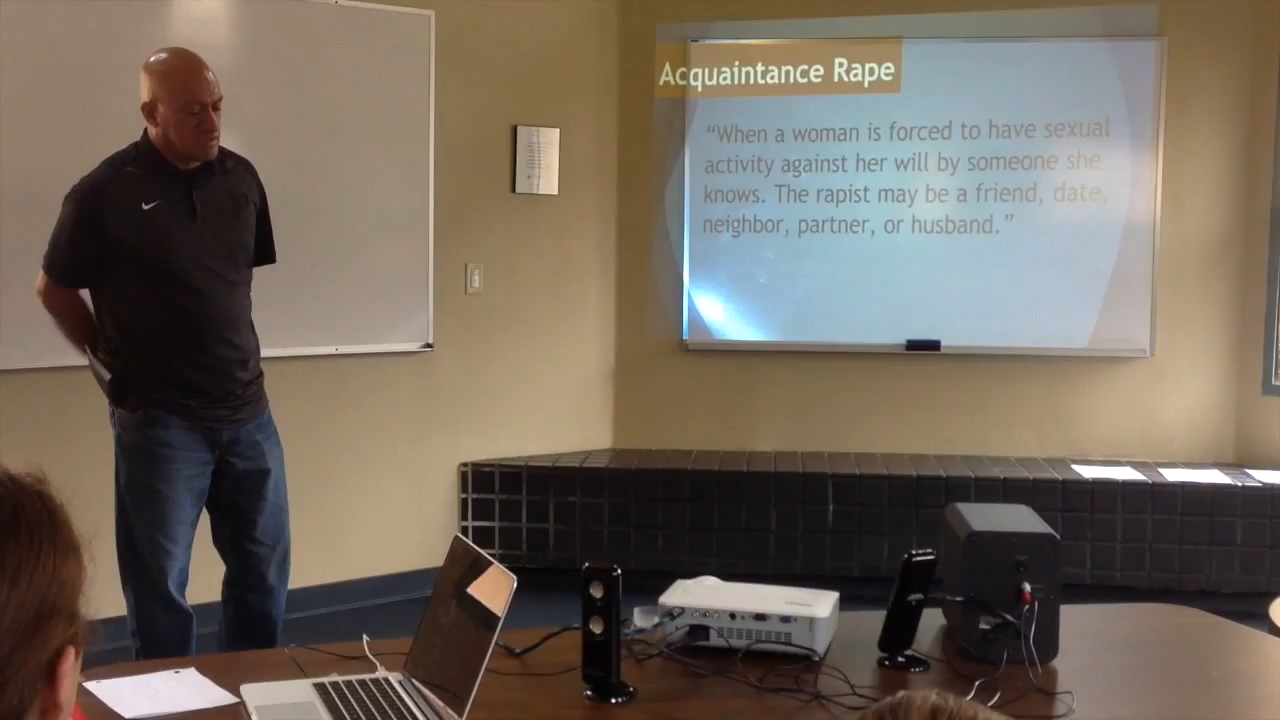 Acquaintance Rape
“When a woman is forced to have sexual
activity against her will by someone she
knows. The rapist may be a friend, date,
neighbor, partner, or husband.”